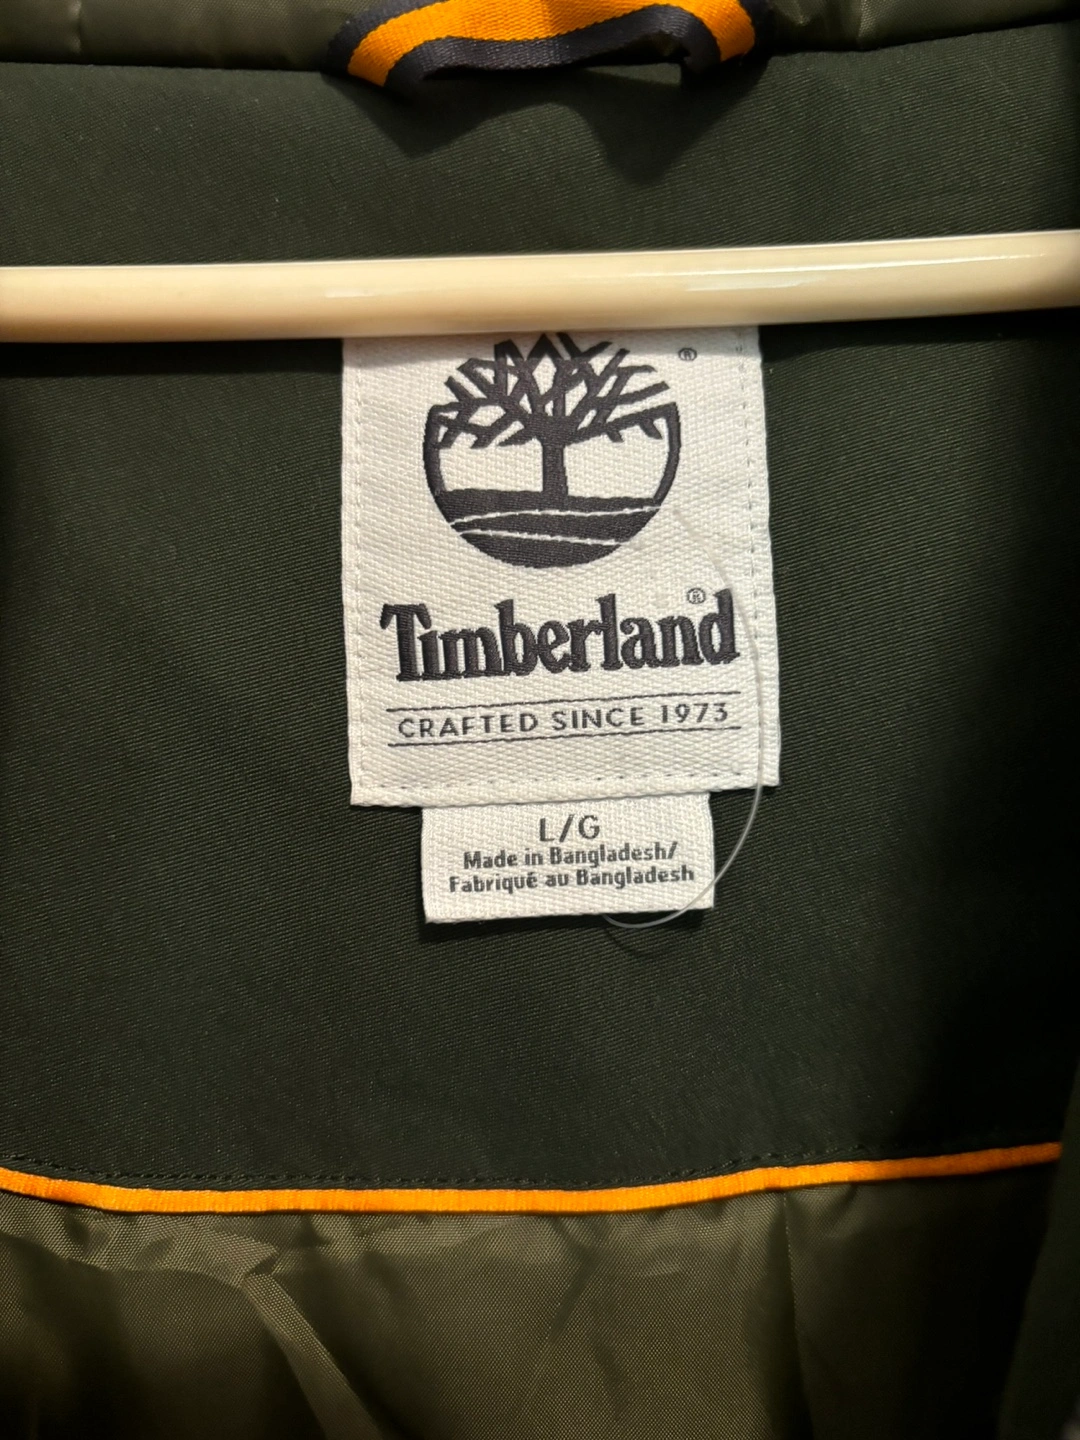 ®
Timberland®
CRAFTED SINCE 1973
L/G
Made in Bangladesh/
Fabriqué au Bangladesh